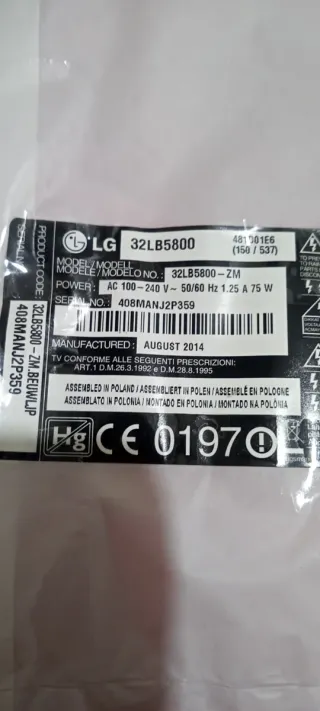 LG 32LB5800 481D01E6
(150 / 537)
MODEL / MODELL
MODELE / MODELO NO. : 32LB5800-ZM
POWER : AC 100-240 V ~ 50/60 Hz 1.25 A 75 W
SERIAL NO. : 408MANJ2P359
MANUFACTURED : AUGUST 2014
TV CONFORME ALLE SEGUENTI PRESCRIZIONI:
ART.1 D.M.26.3.1992 e D.M.28.8.1995
ASSEMBLED IN POLAND / ASSEMBLIERT IN POLEN / ASSEMBLÉ EN POLOGNE
ASSEMBLATO IN POLONIA / MONTADO EN POLONIA / MONTADO NA POLÓNIA
Hg CE 0197
PRODUCT CODE :
32LB5800-ZM.BEUWLJP
408MANJ2P359